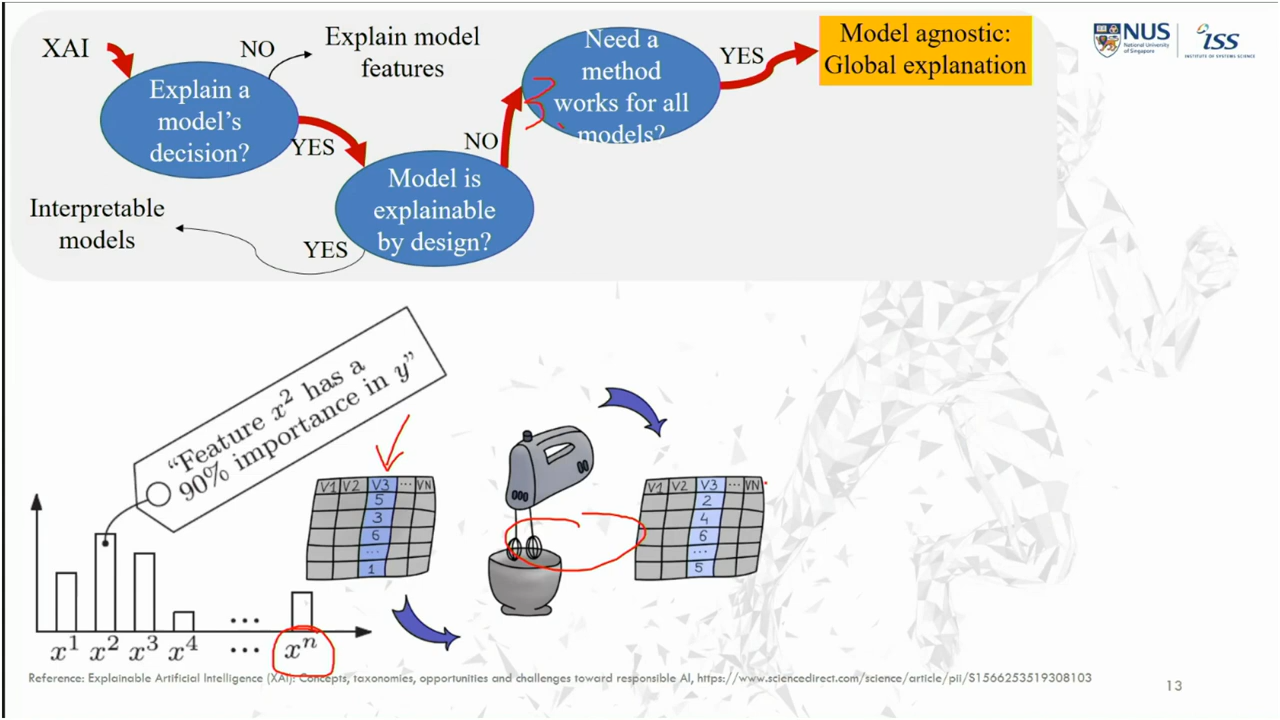 XAI
NO
Explain model
features
Explain a
model's
decision?
YES
Need a
method
works for all
models?
YES
Model agnostic:
Global explanation
NUS
National University
of Singapore
iss
INSTITUTE OF SYSTEMS SCIENCE
NO
Model is
explainable
by design?
YES
Interpretable
models
"Feature x² has a
90% importance in y"
x¹ x² x³ x⁴ ... xⁿ
...
V1 V2 V3 ... VN
5
3
6
...
1
V1 V2 V3 ... VN
2
4
6
...
5
Reference: Explainable Artificial Intelligence (XAI): Concepts, taxonomies, opportunities and challenges toward responsible AI, https://www.sciencedirect.com/science/article/pii/S1566253519308103
13